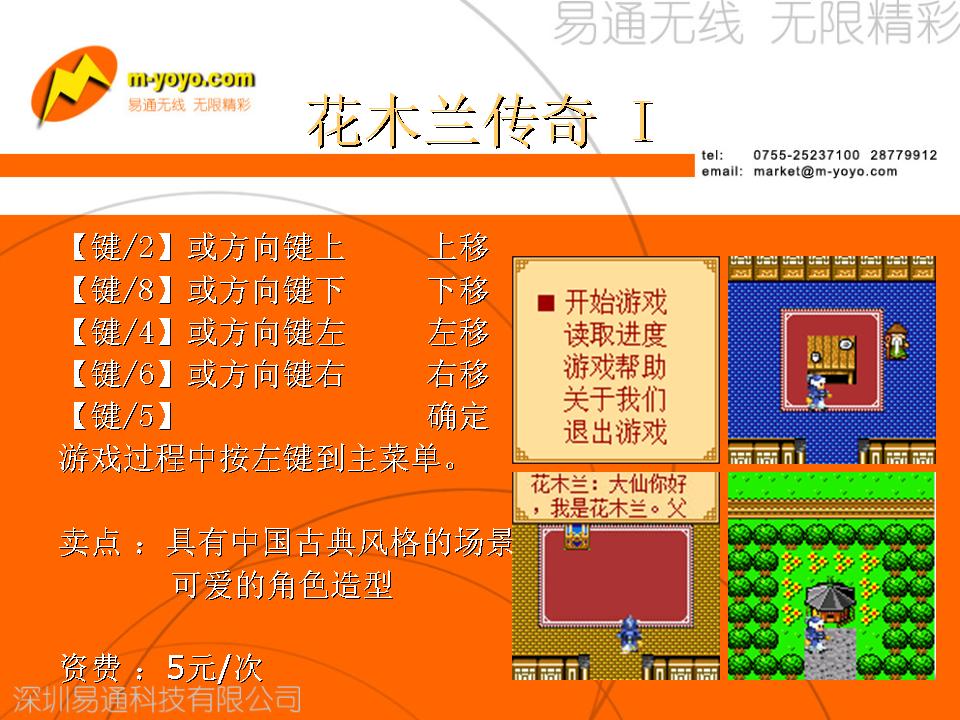 易通无线 无限精彩
m-yoyo.com
易通无线 无限精彩
花木兰传奇 Ⅰ
tel: 0755-25237100 28779912
email: market@m-yoyo.com
【键/2】或方向键上 上移
【键/8】或方向键下 下移
【键/4】或方向键左 左移
【键/6】或方向键右 右移
【键/5】 确定
游戏过程中按左键到主菜单。
卖点：具有中国古典风格的场景
可爱的角色造型
资费：5元/次
开始游戏
读取进度
游戏帮助
关于我们
退出游戏
花木兰：大仙你好
，我是花木兰。父
深圳易通科技有限公司